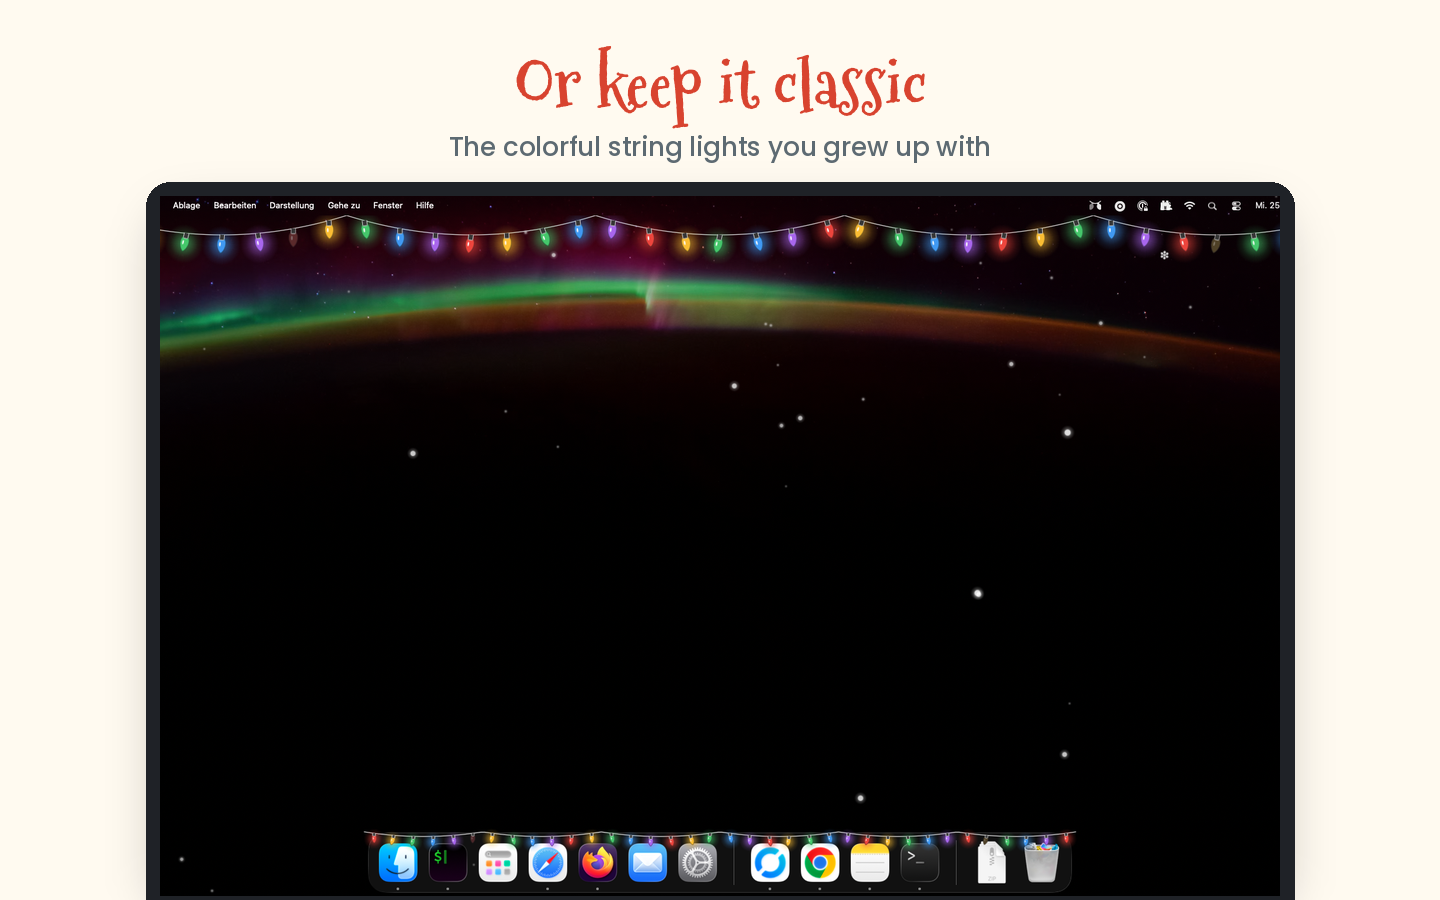 Or keep it classic
The colorful string lights you grew up with
Ablage Bearbeiten Darstellung Gehe zu Fenster Hilfe Mi. 25
$
>_
ZIP